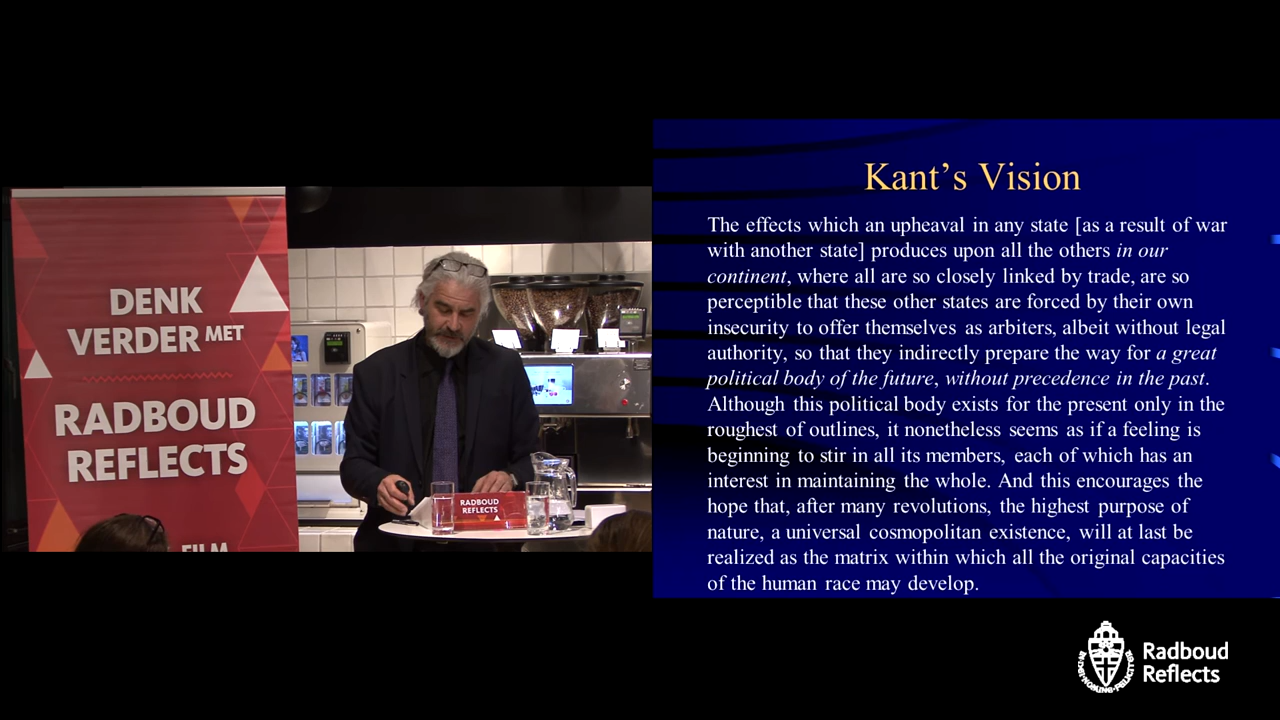 DENK
VERDER MET
RADBOUD
REFLECTS
FILM
RADBOUD
REFLECTS
Kant's Vision
The effects which an upheaval in any state [as a result of war
with another state] produces upon all the others in our
continent, where all are so closely linked by trade, are so
perceptible that these other states are forced by their own
insecurity to offer themselves as arbiters, albeit without legal
authority, so that they indirectly prepare the way for a great
political body of the future, without precedence in the past.
Although this political body exists for the present only in the
roughest of outlines, it nonetheless seems as if a feeling is
beginning to stir in all its members, each of which has an
interest in maintaining the whole. And this encourages the
hope that, after many revolutions, the highest purpose of
nature, a universal cosmopolitan existence, will at last be
realized as the matrix within which all the original capacities
of the human race may develop.
Radboud
Reflects